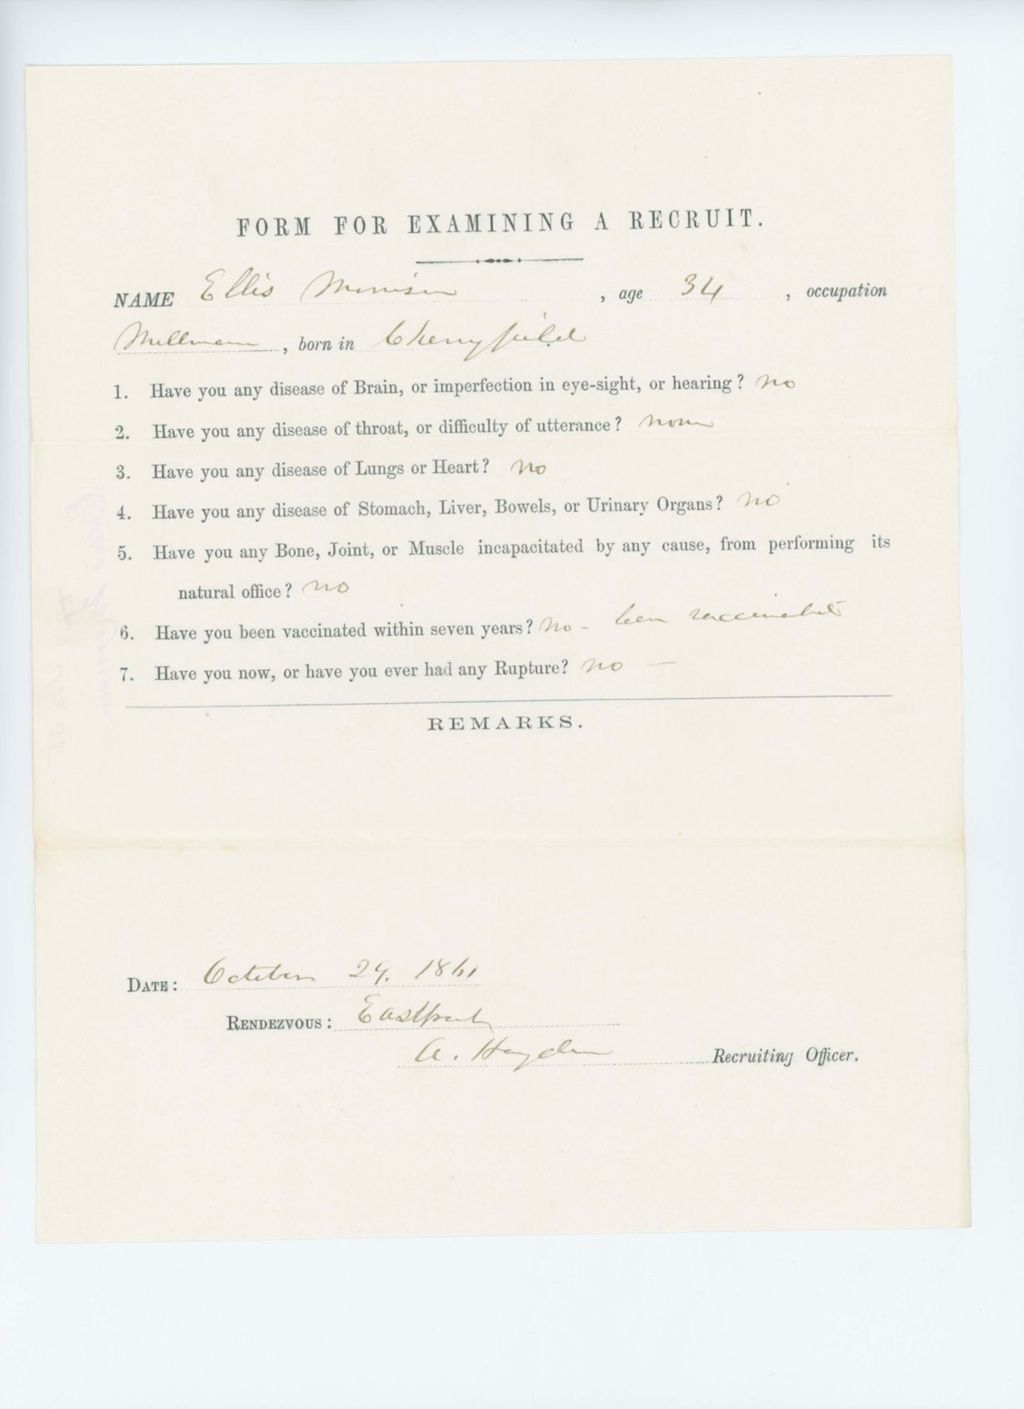 FORM FOR EXAMINING A RECRUIT.
NAME Ellis Morrison, age 34, occupation
Millman, born in Cherryfield
1. Have you any disease of Brain, or imperfection in eye-sight, or hearing? no
2. Have you any disease of throat, or difficulty of utterance? none
3. Have you any disease of Lungs or Heart? no
4. Have you any disease of Stomach, Liver, Bowels, or Urinary Organs? no
5. Have you any Bone, Joint, or Muscle incapacitated by any cause, from performing its
natural office? no
6. Have you been vaccinated within seven years? no - been vaccinated
7. Have you now, or have you ever had any Rupture? no —
REMARKS.
DATE: October 29. 1861
RENDEZVOUS: Eastport
A. Hayden Recruiting Officer.